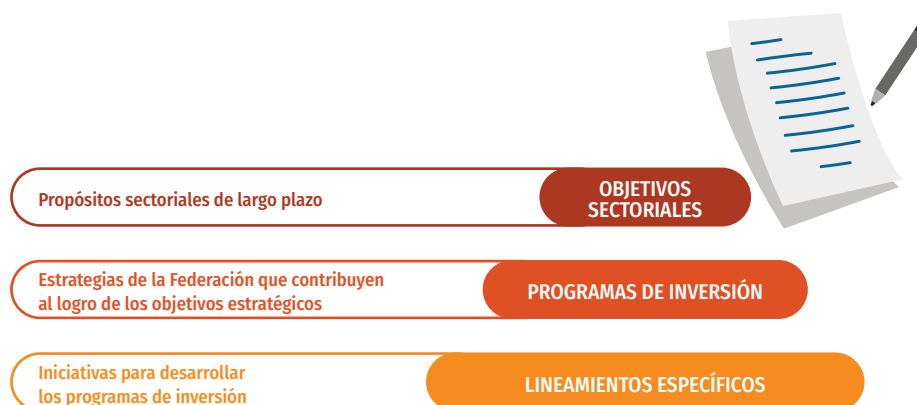 Propósitos sectoriales de largo plazo
OBJETIVOS
SECTORIALES
Estrategias de la Federación que contribuyen
al logro de los objetivos estratégicos
PROGRAMAS DE INVERSIÓN
Iniciativas para desarrollar
los programas de inversión
LINEAMIENTOS ESPECÍFICOS